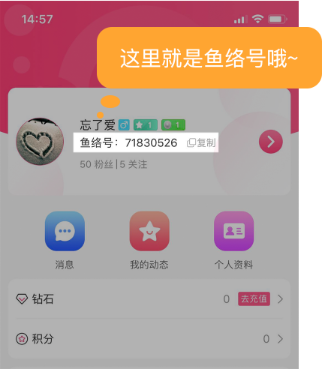 14:57
这里就是鱼络号哦~
忘了爱 1 1
鱼络号：71830526 复制
50 粉丝 | 5 关注
消息 我的动态 个人资料
钻石 0 去充值
积分 0